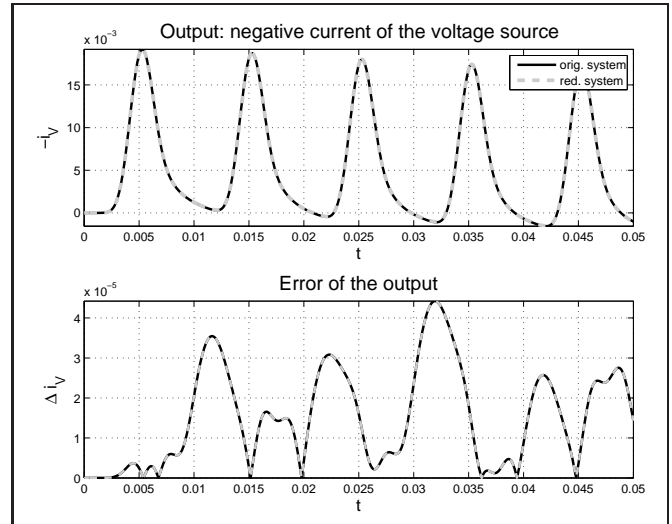 Output: negative current of the voltage source
x 10⁻³
15
10
5
0
−i_V
orig. system
red. system
0 0.005 0.01 0.015 0.02 0.025 0.03 0.035 0.04 0.045 0.05
t
Error of the output
x 10⁻⁵
4
3
2
1
0
Δ i_V
0 0.005 0.01 0.015 0.02 0.025 0.03 0.035 0.04 0.045 0.05
t